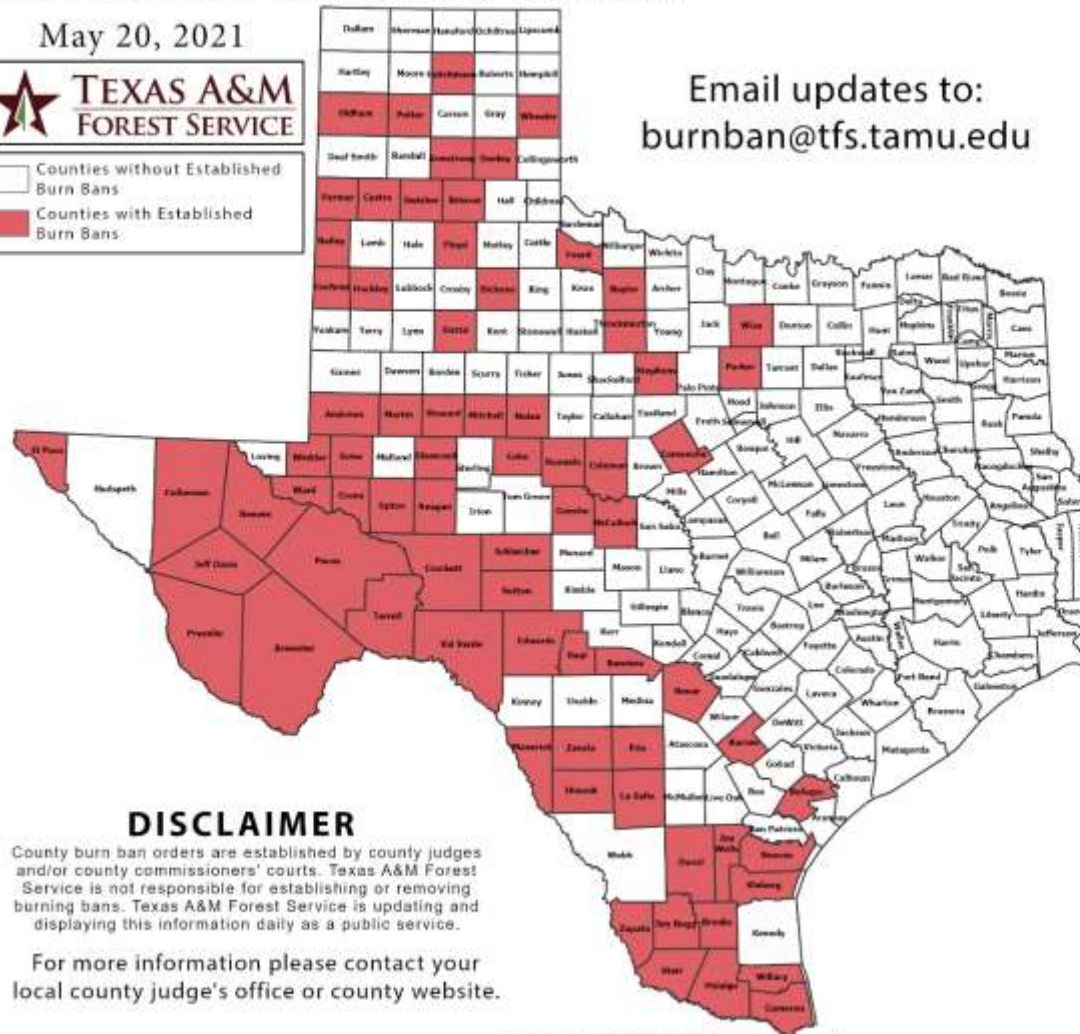 May 20, 2021
TEXAS A&M
FOREST SERVICE
Counties without Established
Burn Bans
Counties with Established
Burn Bans
Email updates to:
burnban@tfs.tamu.edu
Dallam Sherman Hansford Ochiltree Lipscomb
Hartley Moore Hutchinson Roberts Hemphill
Oldham Potter Carson Gray Wheeler
Deaf Smith Randall Armstrong Donley Collingsworth
Parmer Castro Swisher Briscoe Hall Childress
Hardeman
Bailey Lamb Hale Floyd Motley Cottle Foard Wilbarger Wichita
Clay Montague Cooke Grayson Fannin Lamar Red River Bowie
Cochran Hockley Lubbock Crosby Dickens King Knox Baylor Archer
Jack Wise Denton Collin Hunt Delta Hopkins Franklin Titus Morris Cass
Yoakum Terry Lynn Garza Kent Stonewall Haskell Throckmorton Young
Gaines Dawson Borden Scurry Fisher Jones Shackelford Stephens Palo Pinto Parker Tarrant Dallas Rockwall Kaufman Rains Wood Upshur Marion
Van Zandt Smith Gregg Harrison
Andrews Martin Howard Mitchell Nolan Taylor Callahan Eastland Erath Hood Somervell Johnson Ellis Henderson Rusk Panola
El Paso Hudspeth Culberson Loving Winkler Ector Midland Glasscock Sterling Coke Runnels Coleman Brown Comanche Hamilton Bosque Hill Navarro Freestone Anderson Cherokee Nacogdoches Shelby
San Augustine
Reeves Ward Crane Upton Reagan Irion Tom Green Concho McCulloch San Saba Mills Lampasas Coryell McLennan Limestone Falls Leon Houston Angelina
Jeff Davis Pecos Crockett Schleicher Menard Mason Llano Burnet Bell Milam Robertson Madison Trinity Polk Tyler Jasper
Presidio Brewster Terrell Sutton Kimble Gillespie Blanco Williamson Travis Burleson Brazos Grimes Walker San Jacinto Hardin
Val Verde Edwards Real Kerr Bandera Kendall Comal Hays Caldwell Bastrop Lee Washington Fayette Austin Waller Montgomery Harris Liberty Chambers Jefferson
Kinney Uvalde Medina Bexar Guadalupe Gonzales Lavaca Colorado Wharton Fort Bend Brazoria Galveston
Maverick Zavala Frio Atascosa Wilson Karnes DeWitt Victoria Jackson Matagorda
Dimmit La Salle McMullen Live Oak Bee Goliad Refugio Calhoun Aransas
Webb Duval Jim Wells San Patricio Nueces
Kleberg
Zapata Jim Hogg Brooks Kenedy
Starr Hidalgo Willacy
Cameron
DISCLAIMER
County burn ban orders are established by county judges
and/or county commissioners' courts. Texas A&M Forest
Service is not responsible for establishing or removing
burning bans. Texas A&M Forest Service is updating and
displaying this information daily as a public service.
For more information please contact your
local county judge's office or county website.